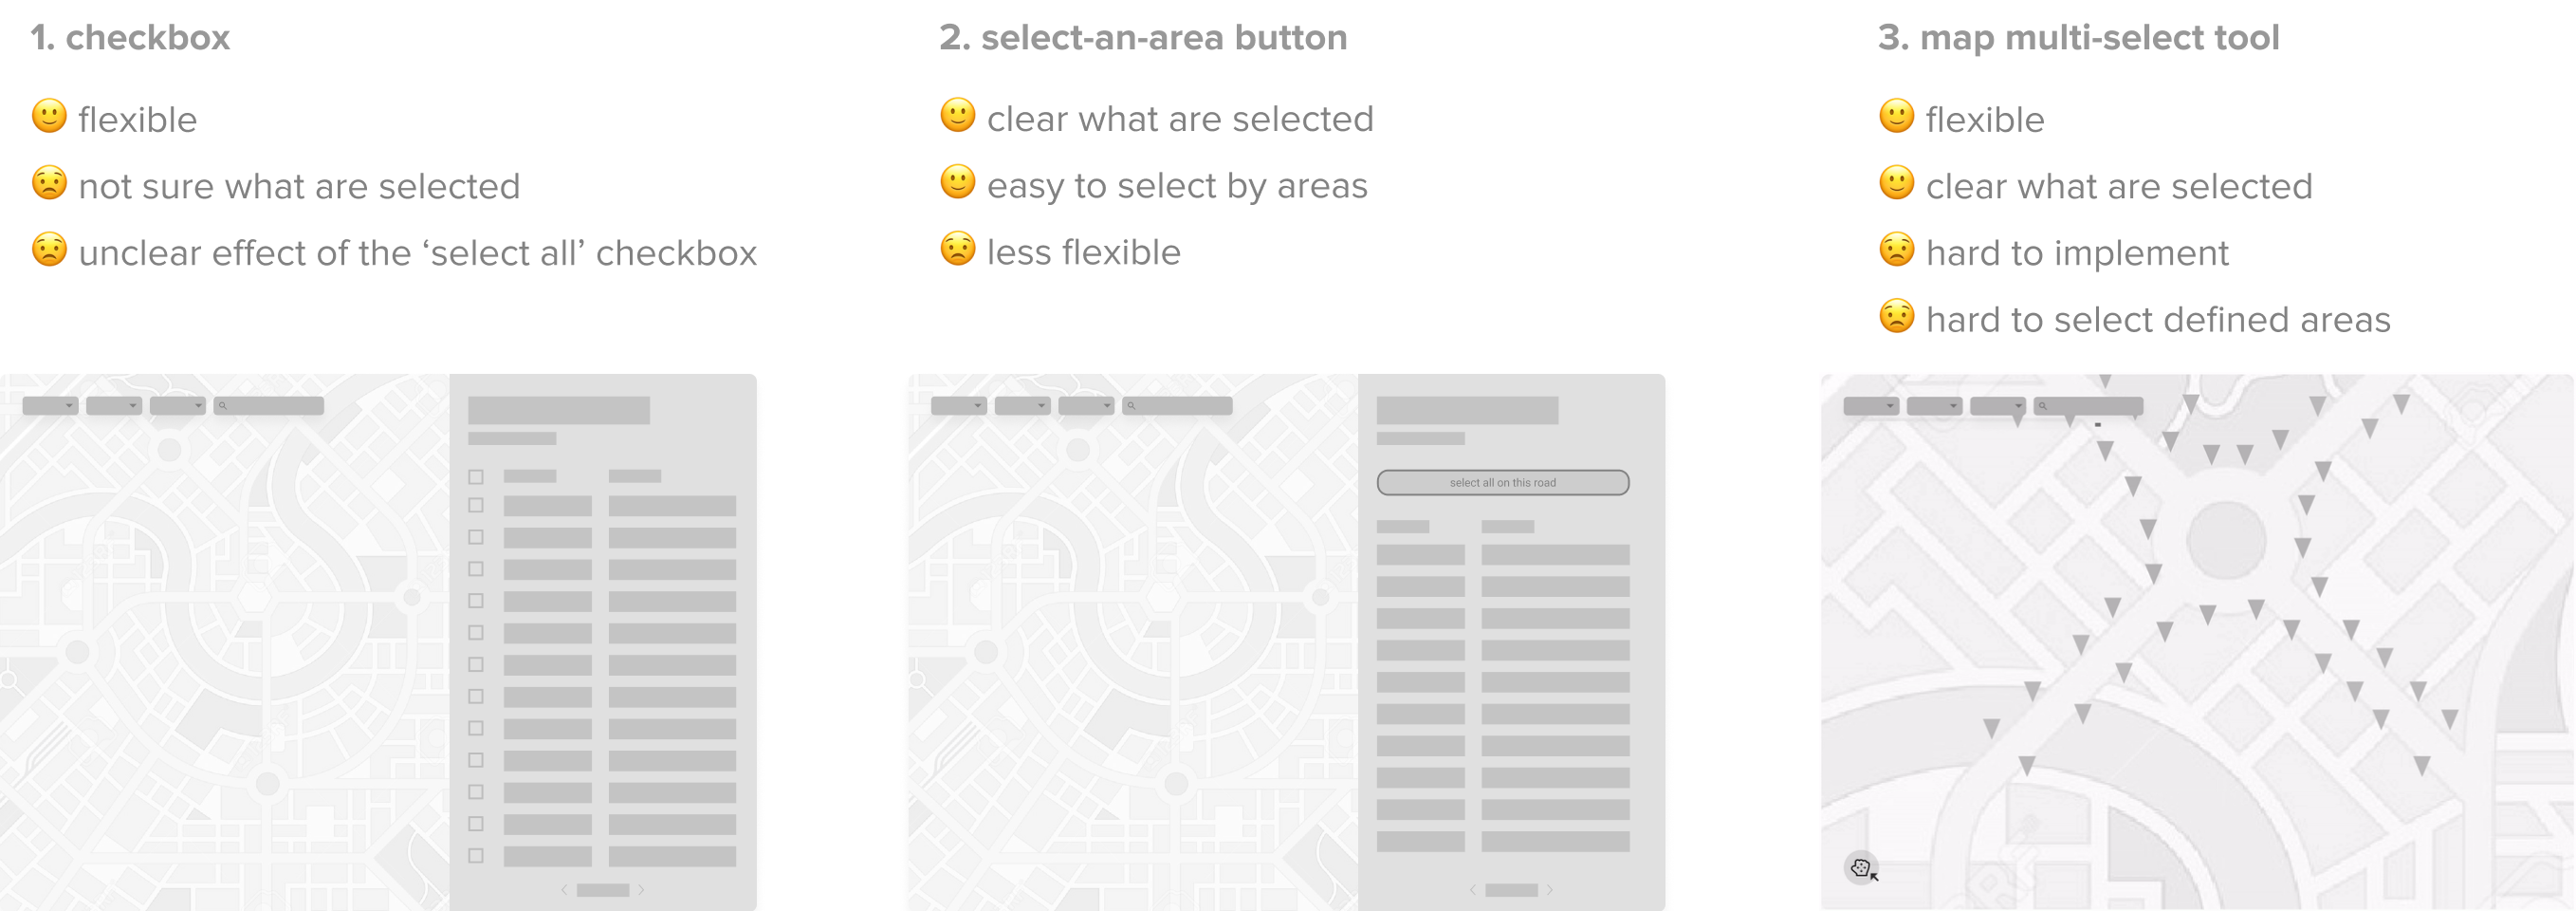 1. checkbox
🙂 flexible
😟 not sure what are selected
😟 unclear effect of the ‘select all’ checkbox
2. select-an-area button
🙂 clear what are selected
🙂 easy to select by areas
😟 less flexible
select all on this road
3. map multi-select tool
🙂 flexible
🙂 clear what are selected
😟 hard to implement
😟 hard to select defined areas